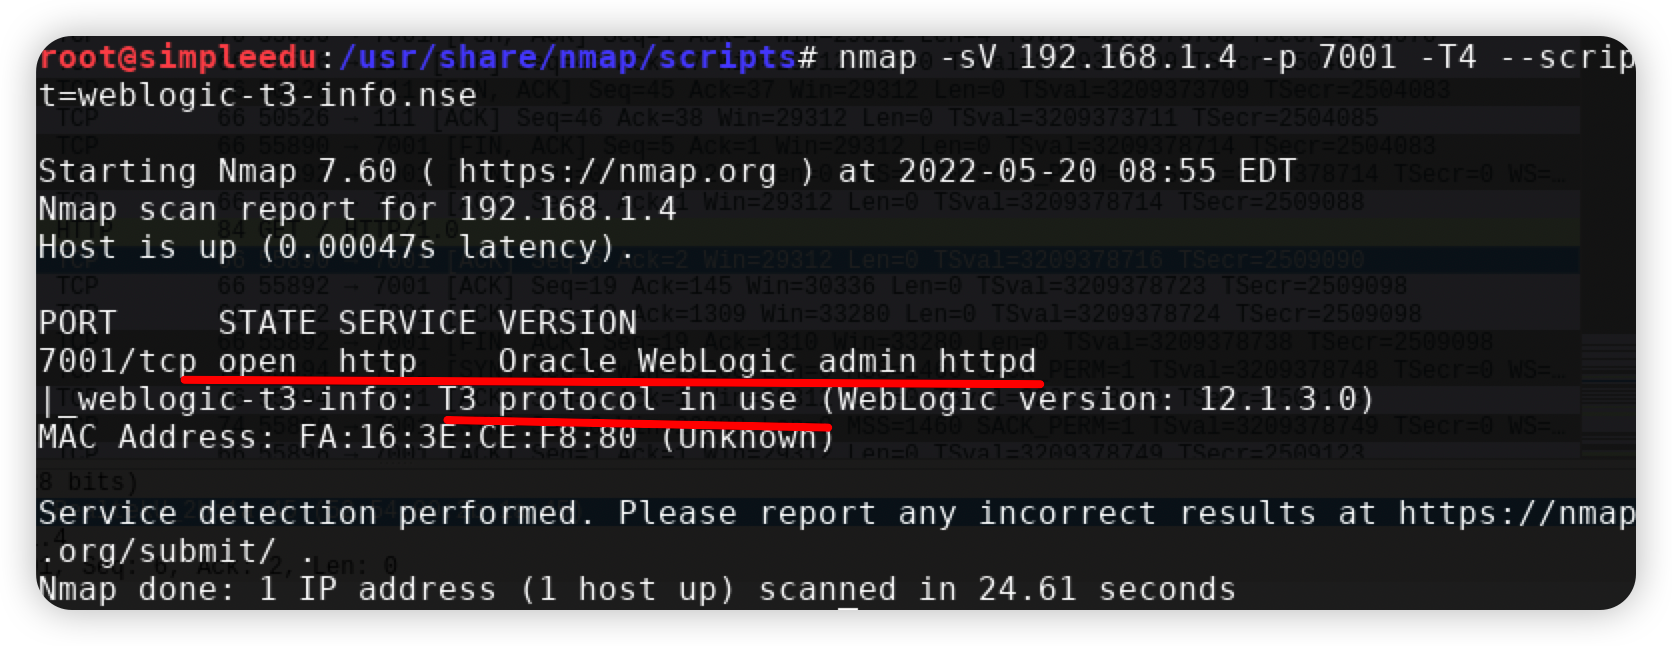 root@simpleedu:/usr/share/nmap/scripts# nmap -sV 192.168.1.4 -p 7001 -T4 --scrip
t=weblogic-t3-info.nse
Starting Nmap 7.60 ( https://nmap.org ) at 2022-05-20 08:55 EDT
Nmap scan report for 192.168.1.4
Host is up (0.00047s latency).
PORT     STATE SERVICE VERSION
7001/tcp open  http    Oracle WebLogic admin httpd
|_weblogic-t3-info: T3 protocol in use (WebLogic version: 12.1.3.0)
MAC Address: FA:16:3E:CE:F8:80 (Unknown)
Service detection performed. Please report any incorrect results at https://nmap
.org/submit/ .
Nmap done: 1 IP address (1 host up) scanned in 24.61 seconds